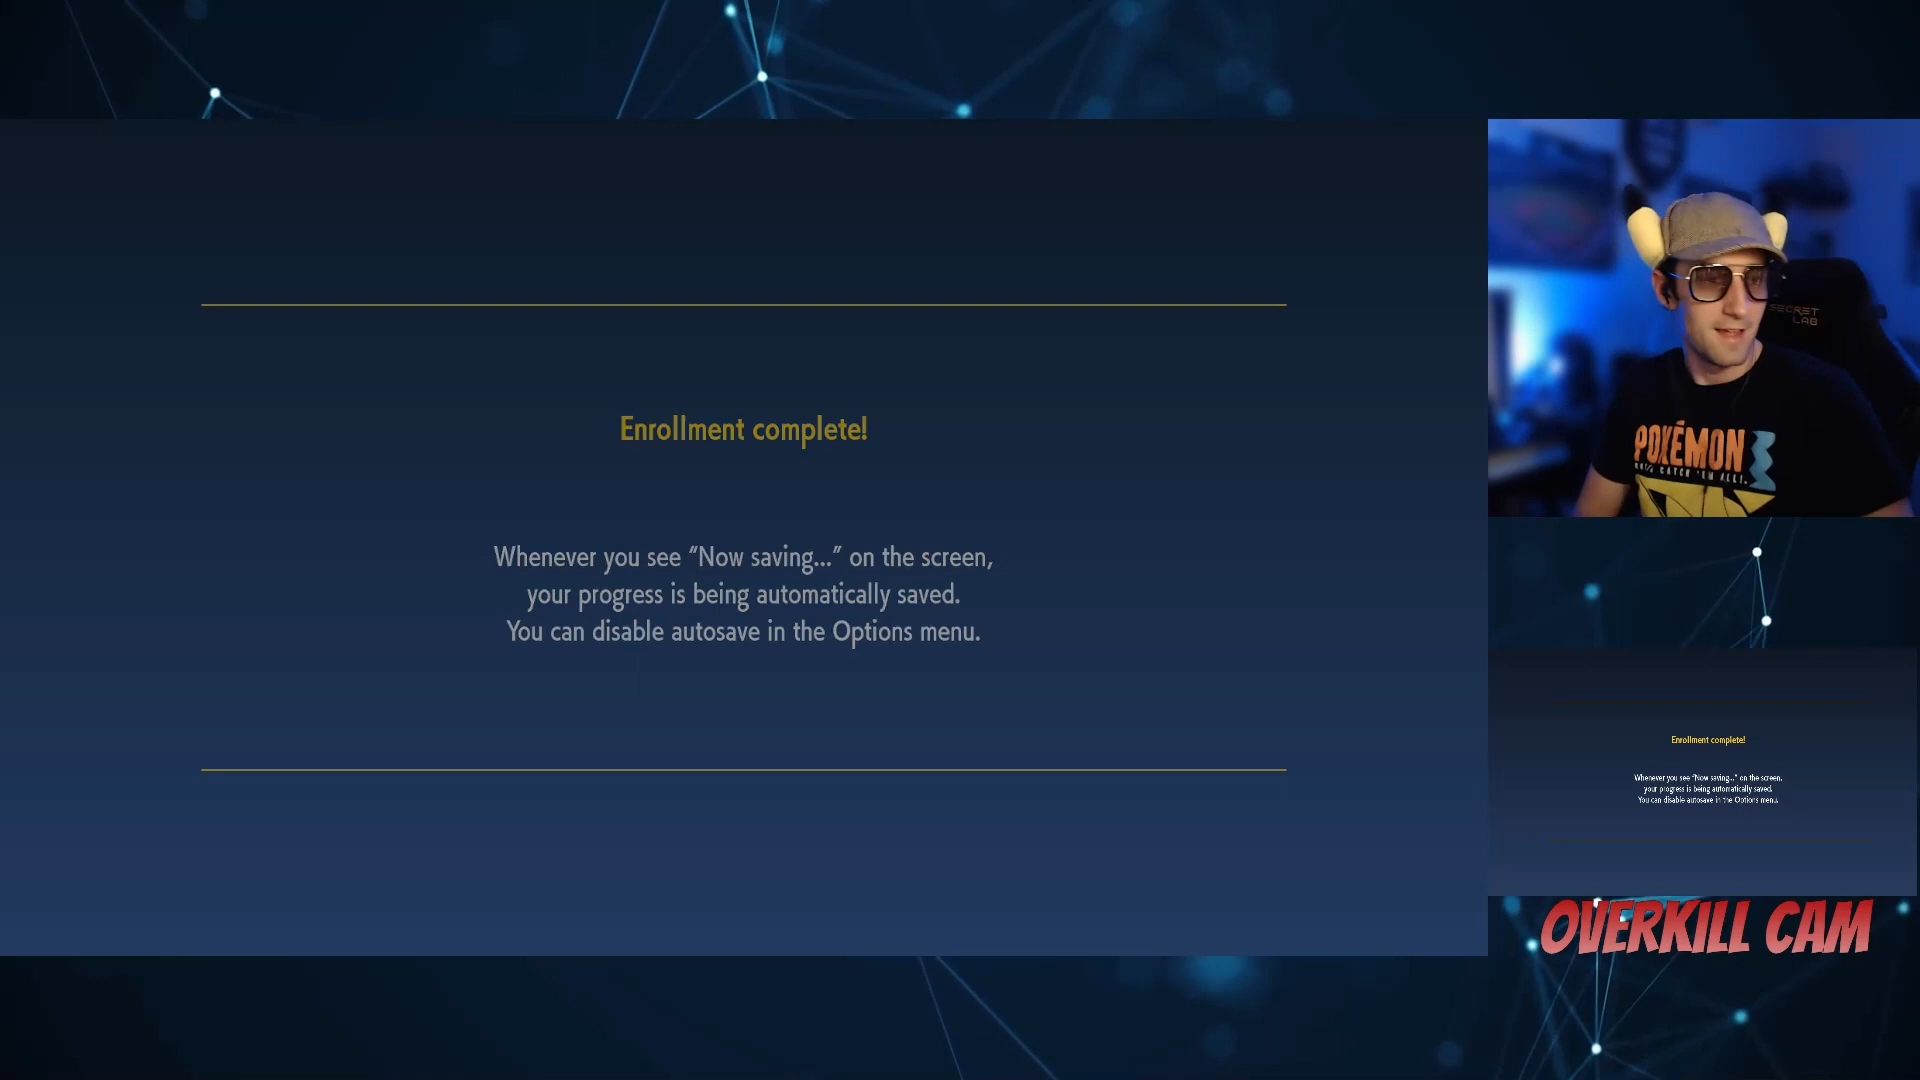 Enrollment complete!
Whenever you see “Now saving...” on the screen,
your progress is being automatically saved.
You can disable autosave in the Options menu.
SECRET
LAB
POKÉMON
Enrollment complete!
Whenever you see “Now saving...” on the screen,
your progress is being automatically saved.
You can disable autosave in the Options menu.
OVERKILL CAM